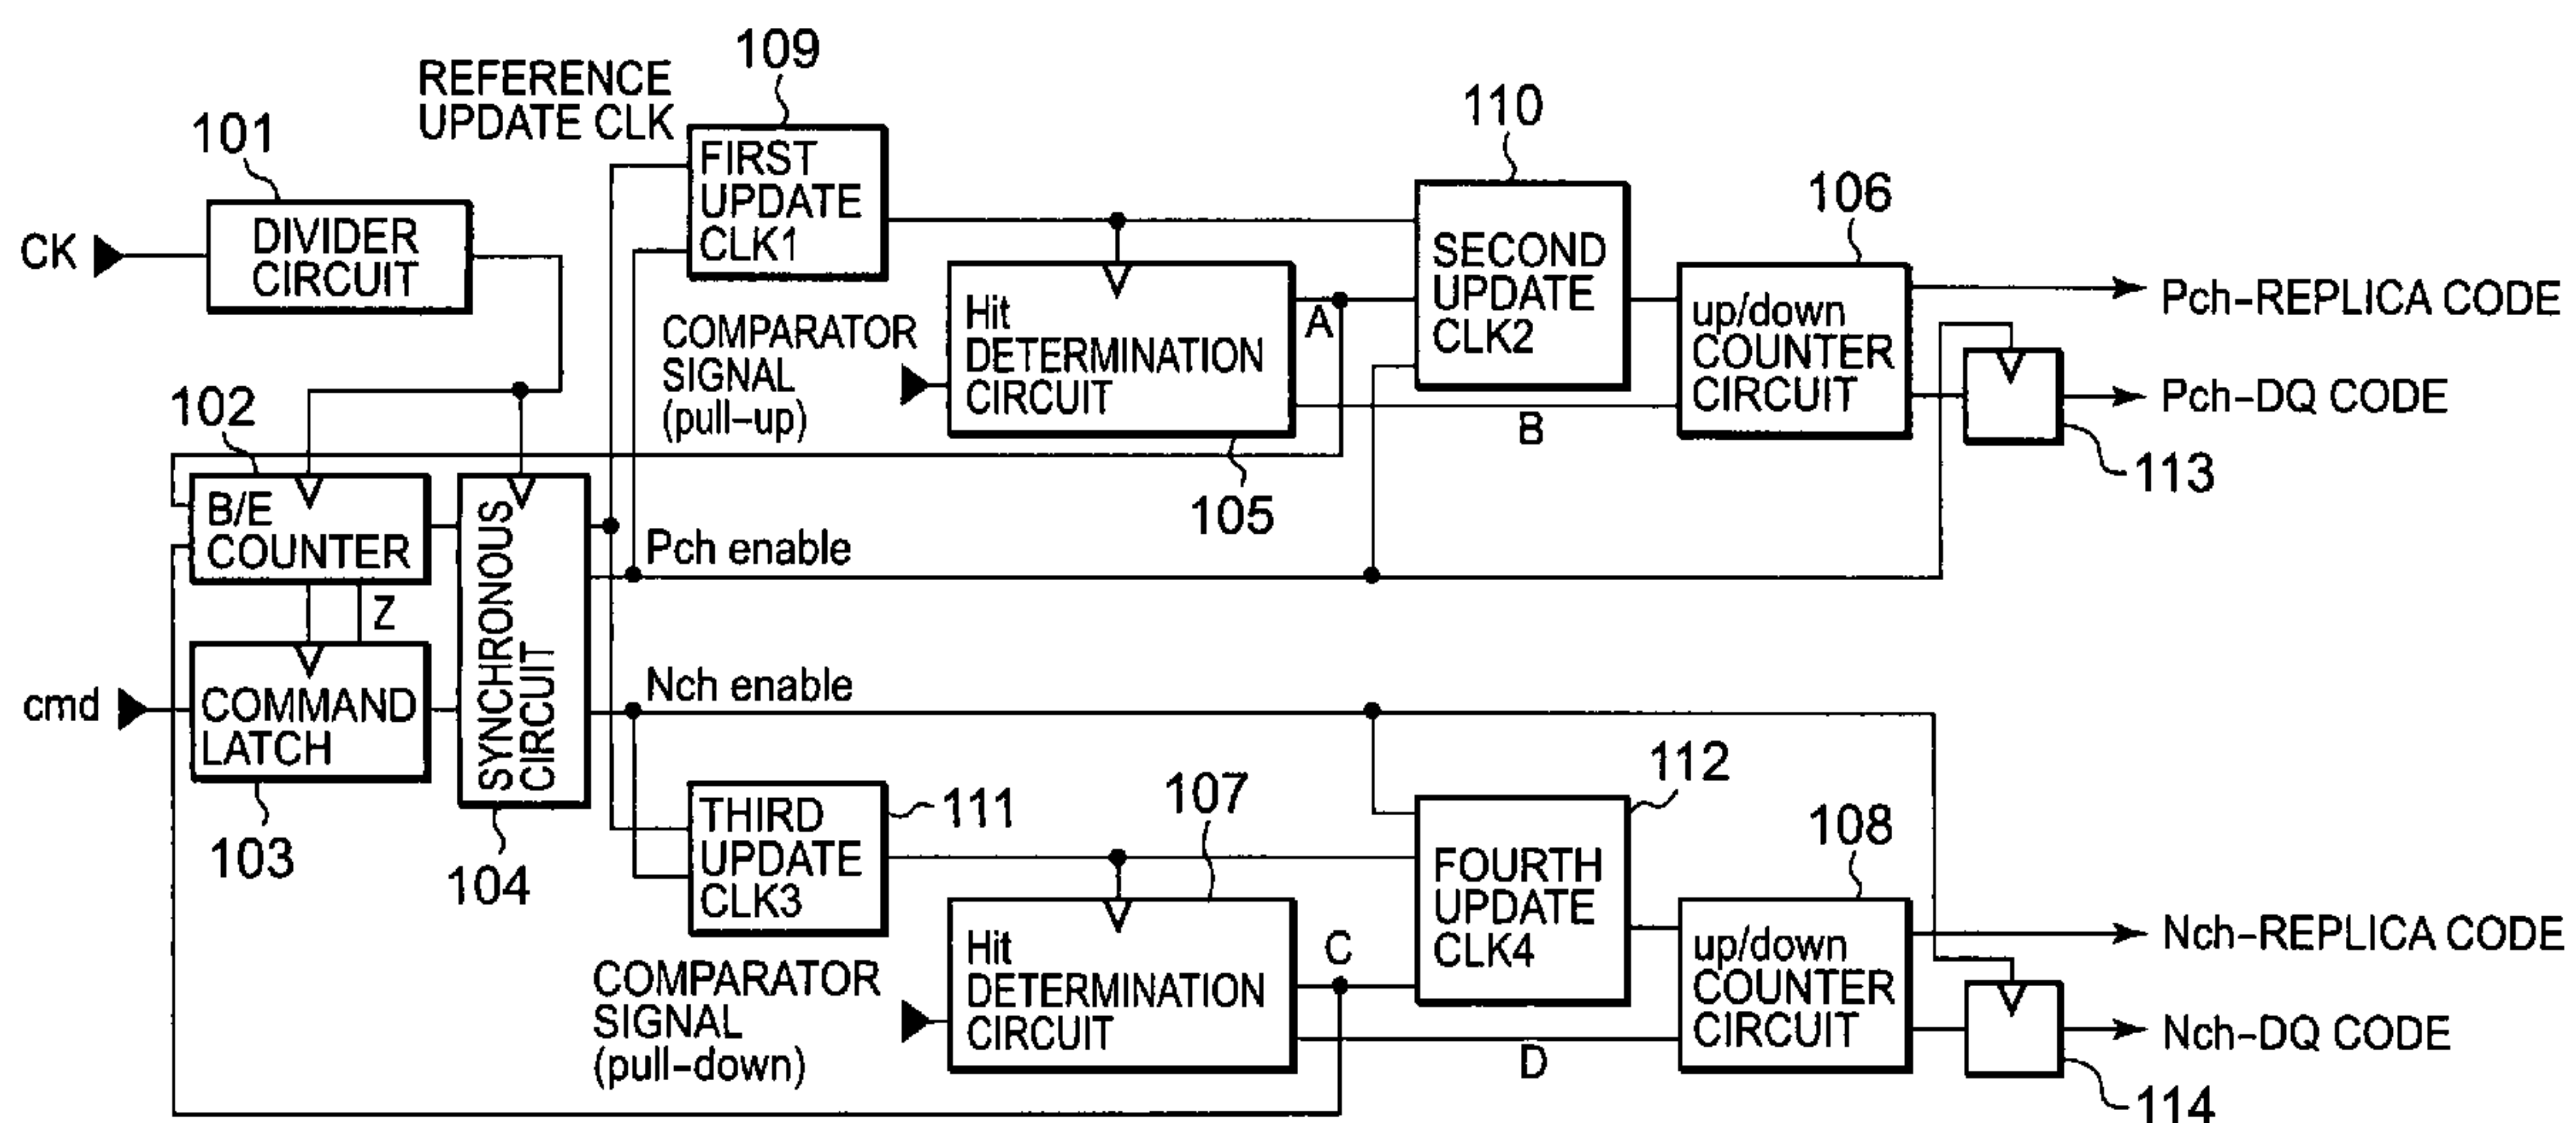 109
REFERENCE
UPDATE CLK
101
110
FIRST
UPDATE
CLK1
106
DIVIDER
CIRCUIT
CK
SECOND
UPDATE
CLK2
Pch-REPLICA CODE
COMPARATOR
SIGNAL
(pull-up)
Hit
DETERMINATION
CIRCUIT
A
up/down
COUNTER
CIRCUIT
Pch-DQ CODE
102
B
113
105
B/E
COUNTER
Pch enable
Z
SYNCHRONOUS
CIRCUIT
cmd
COMMAND
LATCH
Nch enable
103
104
THIRD
UPDATE
CLK3
111
107
112
108
FOURTH
UPDATE
CLK4
COMPARATOR
SIGNAL
(pull-down)
Hit
DETERMINATION
CIRCUIT
C
up/down
COUNTER
CIRCUIT
Nch-REPLICA CODE
Nch-DQ CODE
D
114